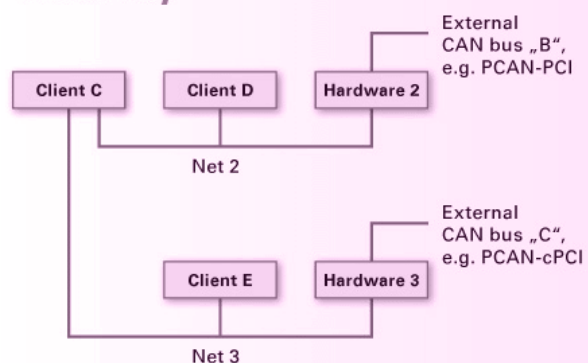 External
CAN bus „B“,
e.g. PCAN-PCI
Client C
Client D
Hardware 2
Net 2
External
CAN bus „C“,
e.g. PCAN-cPCI
Client E
Hardware 3
Net 3